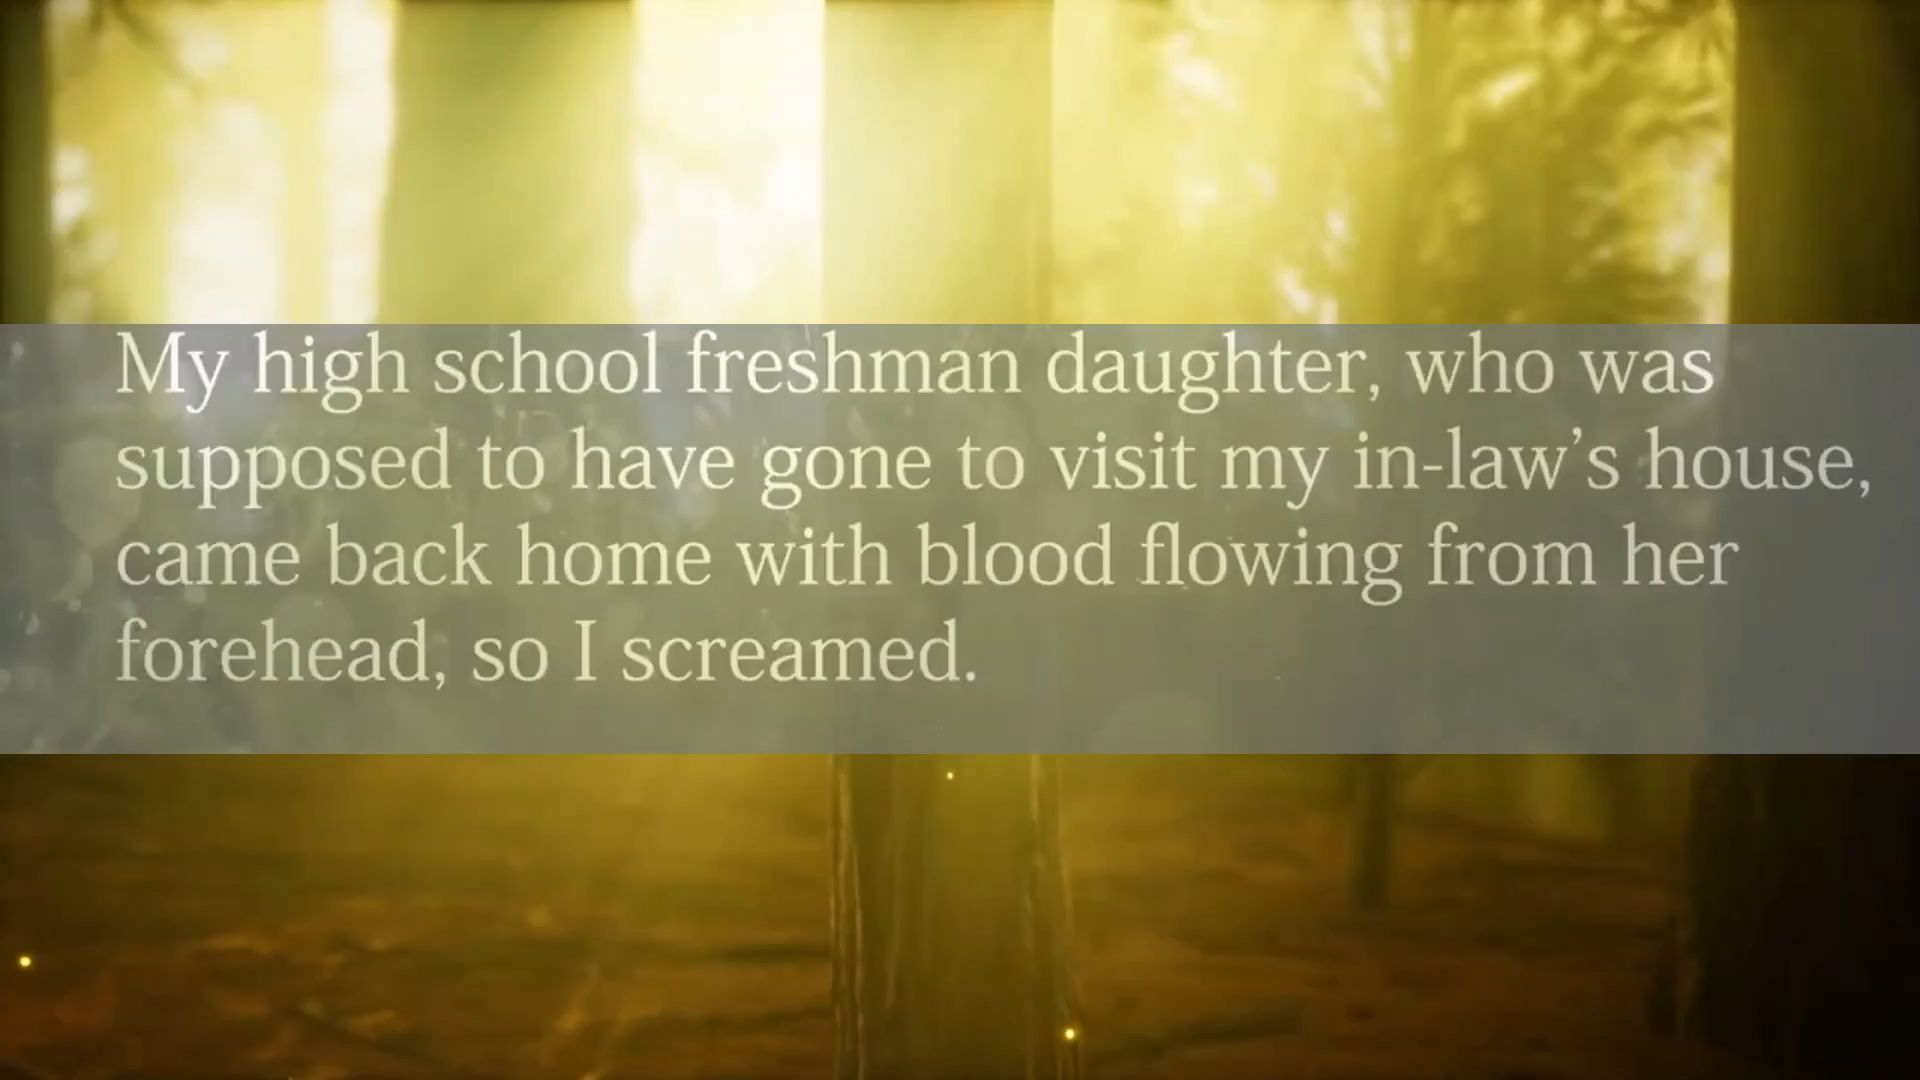 My high school freshman daughter, who was
supposed to have gone to visit my in-law’s house,
came back home with blood flowing from her
forehead, so I screamed.